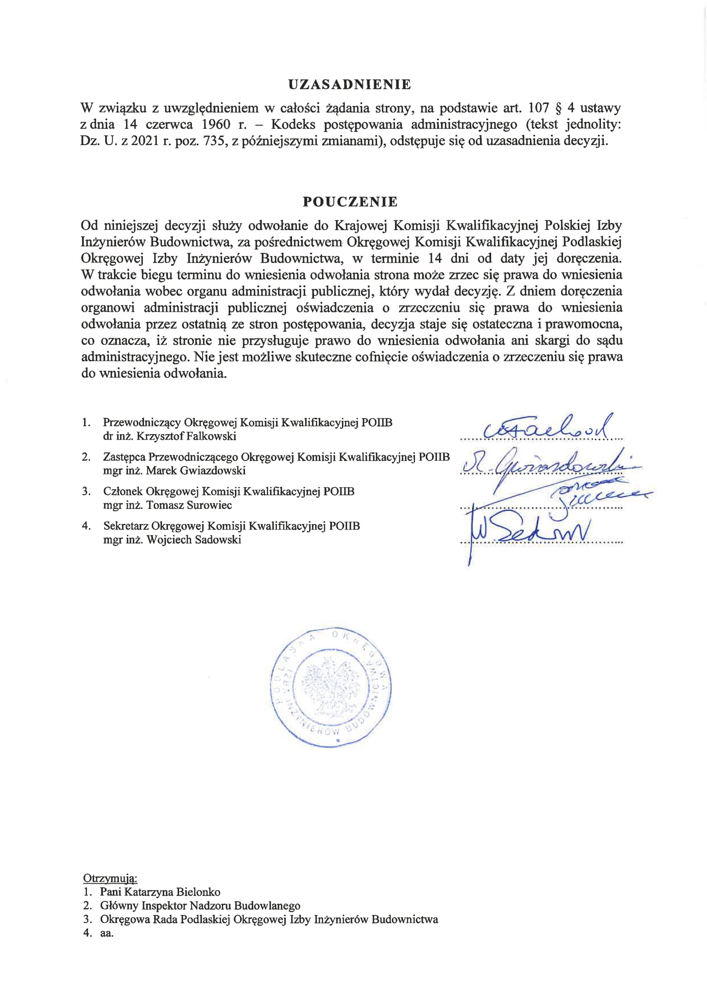 UZASADNIENIE
W związku z uwzględnieniem w całości żądania strony, na podstawie art. 107 § 4 ustawy
z dnia 14 czerwca 1960 r. – Kodeks postępowania administracyjnego (tekst jednolity:
Dz. U. z 2021 r. poz. 735, z późniejszymi zmianami), odstępuje się od uzasadnienia decyzji.
POUCZENIE
Od niniejszej decyzji służy odwołanie do Krajowej Komisji Kwalifikacyjnej Polskiej Izby
Inżynierów Budownictwa, za pośrednictwem Okręgowej Komisji Kwalifikacyjnej Podlaskiej
Okręgowej Izby Inżynierów Budownictwa, w terminie 14 dni od daty jej doręczenia.
W trakcie biegu terminu do wniesienia odwołania strona może zrzec się prawa do wniesienia
odwołania wobec organu administracji publicznej, który wydał decyzję. Z dniem doręczenia
organowi administracji publicznej oświadczenia o zrzeczeniu się prawa do wniesienia
odwołania przez ostatnią ze stron postępowania, decyzja staje się ostateczna i prawomocna,
co oznacza, iż stronie nie przysługuje prawo do wniesienia odwołania ani skargi do sądu
administracyjnego. Nie jest możliwe skuteczne cofnięcie oświadczenia o zrzeczeniu się prawa
do wniesienia odwołania.
1. Przewodniczący Okręgowej Komisji Kwalifikacyjnej POIIB
dr inż. Krzysztof Falkowski
2. Zastępca Przewodniczącego Okręgowej Komisji Kwalifikacyjnej POIIB
mgr inż. Marek Gwiazdowski
3. Członek Okręgowej Komisji Kwalifikacyjnej POIIB
mgr inż. Tomasz Surowiec
4. Sekretarz Okręgowej Komisji Kwalifikacyjnej POIIB
mgr inż. Wojciech Sadowski
PODLASKA OKRĘGOWA
IZBA INŻYNIERÓW BUDOWNICTWA
Otrzymują:
1. Pani Katarzyna Bielonko
2. Główny Inspektor Nadzoru Budowlanego
3. Okręgowa Rada Podlaskiej Okręgowej Izby Inżynierów Budownictwa
4. aa.